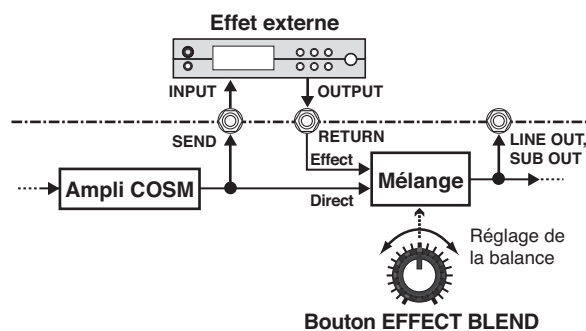 Effet externe
INPUT
OUTPUT
SEND
RETURN
LINE OUT,
SUB OUT
Effect
Ampli COSM
Mélange
Direct
Réglage de
la balance
Bouton EFFECT BLEND